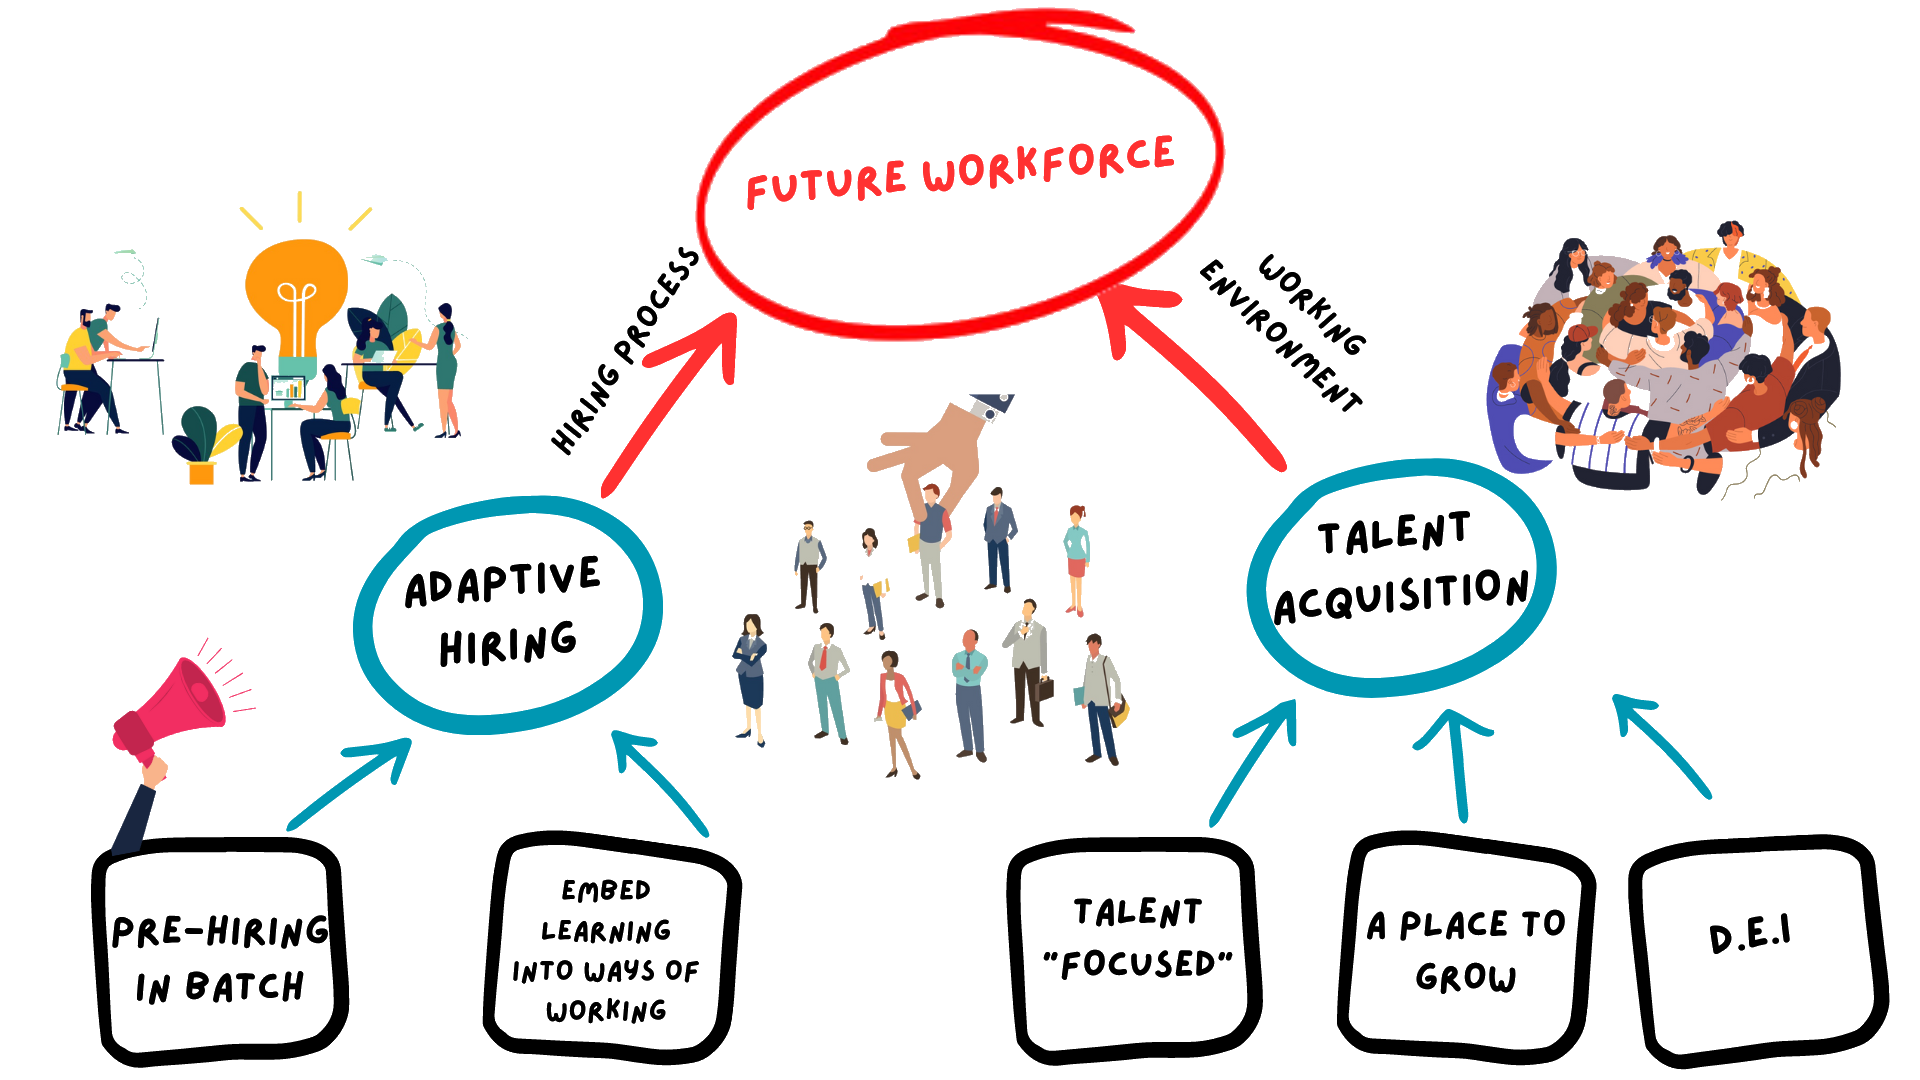 FUTURE WORKFORCE
HIRING PROCESS
WORKING
ENVIRONMENT
ADAPTIVE
HIRING
TALENT
ACQUISITION
PRE-HIRING
IN BATCH
EMBED
LEARNING
INTO WAYS OF
WORKING
TALENT
"FOCUSED"
A PLACE TO
GROW
D.E.I